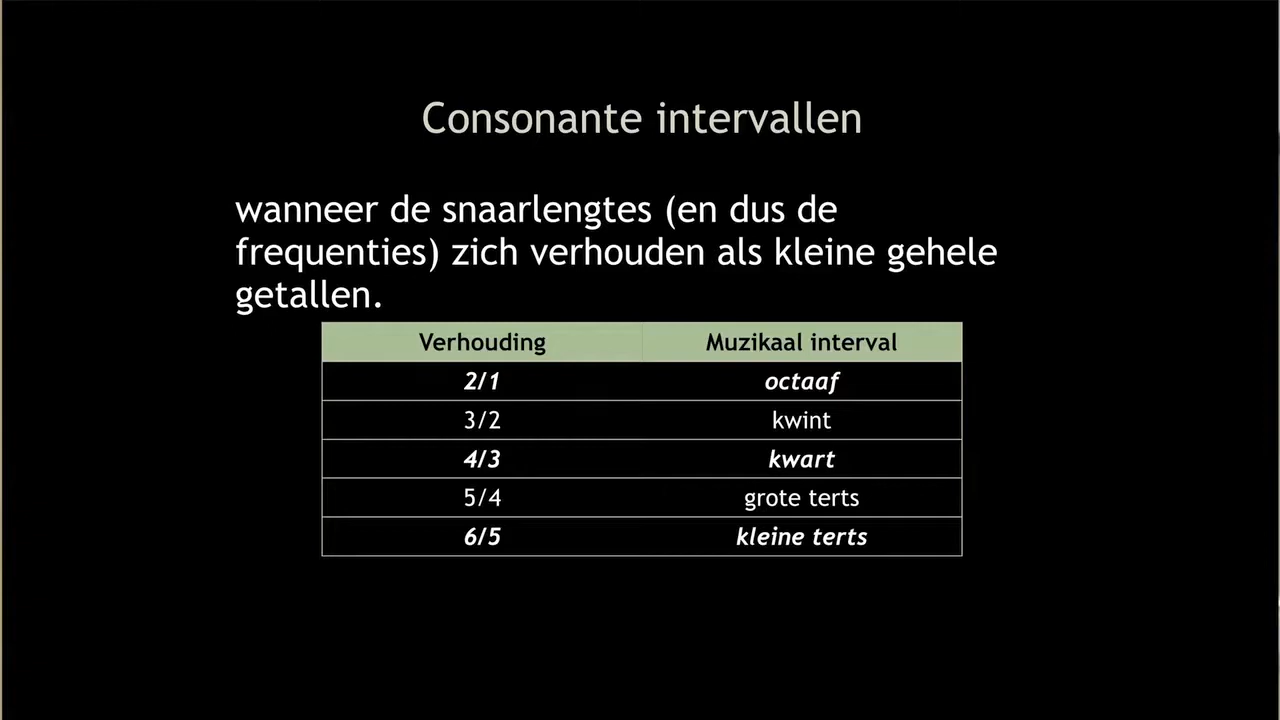 Consonante intervallen
wanneer de snaarlengtes (en dus de
frequenties) zich verhouden als kleine gehele
getallen.
Verhouding Muzikaal interval
2/1 octaaf
3/2 kwint
4/3 kwart
5/4 grote terts
6/5 kleine terts